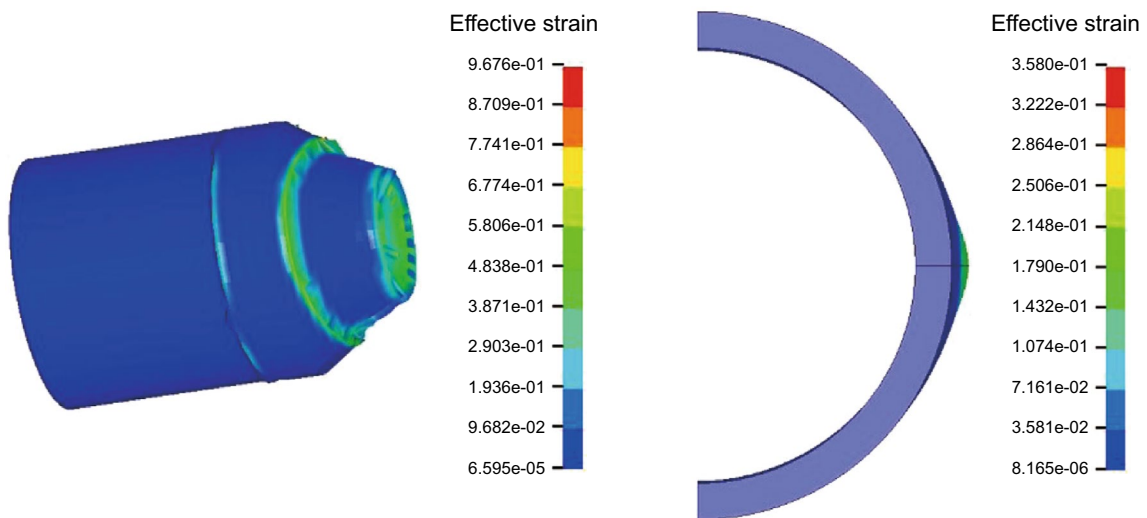 Effective strain
9.676e-01
8.709e-01
7.741e-01
6.774e-01
5.806e-01
4.838e-01
3.871e-01
2.903e-01
1.936e-01
9.682e-02
6.595e-05
Effective strain
3.580e-01
3.222e-01
2.864e-01
2.506e-01
2.148e-01
1.790e-01
1.432e-01
1.074e-01
7.161e-02
3.581e-02
8.165e-06